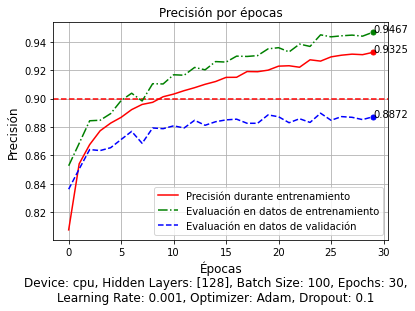 Precisión por épocas
Precisión
0.94
0.92
0.90
0.88
0.86
0.84
0.82
0.9467
0.9325
0.8872
Precisión durante entrenamiento
Evaluación en datos de entrenamiento
Evaluación en datos de validación
0 5 10 15 20 25 30
Épocas
Device: cpu, Hidden Layers: [128], Batch Size: 100, Epochs: 30,
Learning Rate: 0.001, Optimizer: Adam, Dropout: 0.1